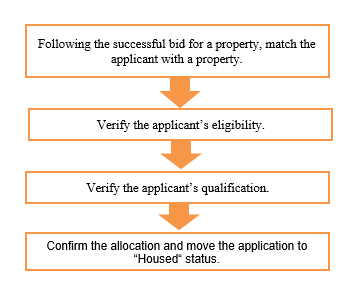 Following the successful bid for a property, match the
applicant with a property.
Verify the applicant’s eligibility.
Verify the applicant’s qualification.
Confirm the allocation and move the application to
“Housed“ status.